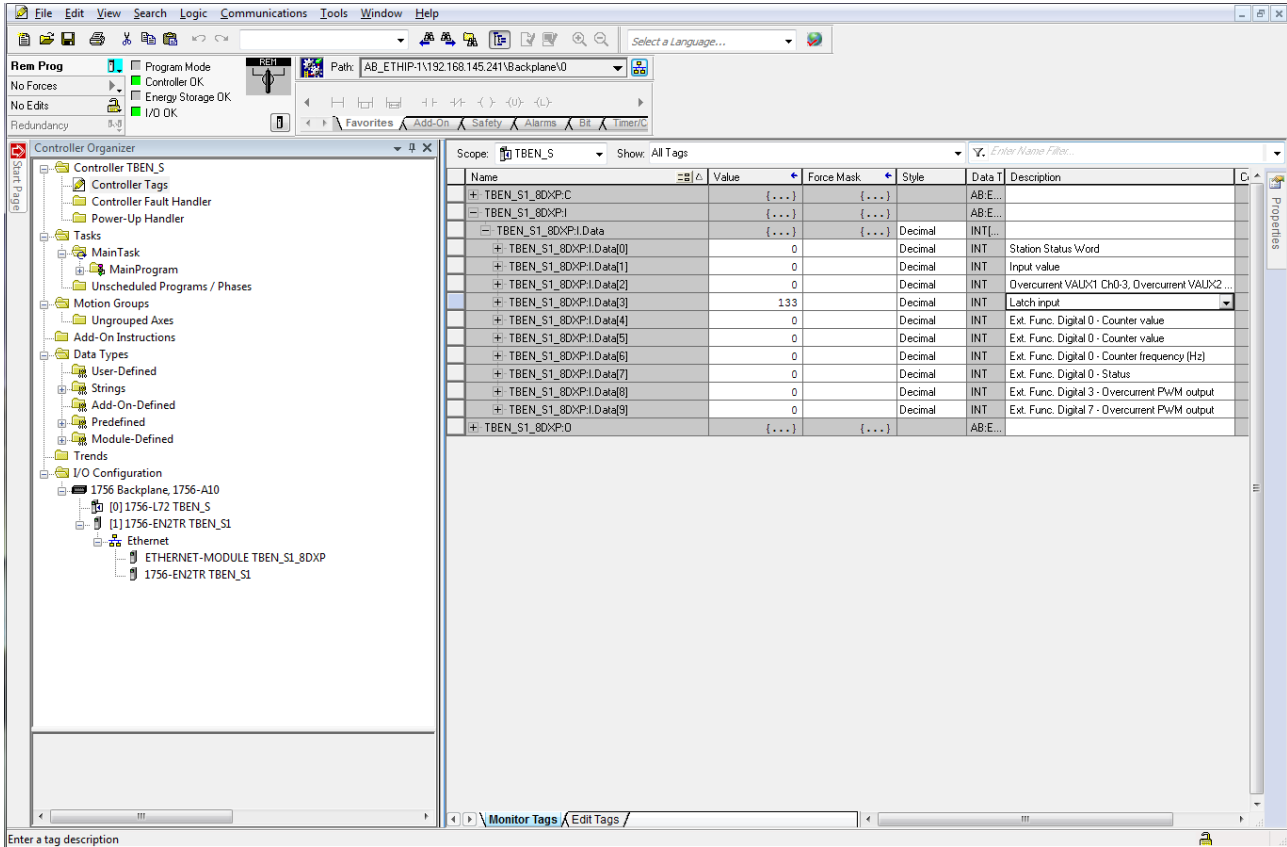 File Edit View Search Logic Communications Tools Window Help
Select a Language...
Rem Prog Program Mode REM Path: AB_ETHIP-1\192.168.145.241\Backplane\0
No Forces Controller OK
No Edits Energy Storage OK
Redundancy I/O OK
Favorites Add-On Safety Alarms Bit Timer/C
Start Page
Controller Organizer
Controller TBEN_S
Controller Tags
Controller Fault Handler
Power-Up Handler
Tasks
MainTask
MainProgram
Unscheduled Programs / Phases
Motion Groups
Ungrouped Axes
Add-On Instructions
Data Types
User-Defined
Strings
Add-On-Defined
Predefined
Module-Defined
Trends
I/O Configuration
1756 Backplane, 1756-A10
[0] 1756-L72 TBEN_S
[1] 1756-EN2TR TBEN_S1
Ethernet
ETHERNET-MODULE TBEN_S1_8DXP
1756-EN2TR TBEN_S1
Scope: TBEN_S Show: All Tags Enter Name Filter...
Name Value Force Mask Style Data T Description
TBEN_S1_8DXP:C {...} {...} AB:E...
TBEN_S1_8DXP:I {...} {...} AB:E...
TBEN_S1_8DXP:I.Data {...} {...} Decimal INT[...
TBEN_S1_8DXP:I.Data[0] 0 Decimal INT Station Status Word
TBEN_S1_8DXP:I.Data[1] 0 Decimal INT Input value
TBEN_S1_8DXP:I.Data[2] 0 Decimal INT Overcurrent VAUX1 Ch0-3, Overcurrent VAUX2 ...
TBEN_S1_8DXP:I.Data[3] 133 Decimal INT Latch input
TBEN_S1_8DXP:I.Data[4] 0 Decimal INT Ext. Func. Digital 0 - Counter value
TBEN_S1_8DXP:I.Data[5] 0 Decimal INT Ext. Func. Digital 0 - Counter value
TBEN_S1_8DXP:I.Data[6] 0 Decimal INT Ext. Func. Digital 0 - Counter frequency (Hz)
TBEN_S1_8DXP:I.Data[7] 0 Decimal INT Ext. Func. Digital 0 - Status
TBEN_S1_8DXP:I.Data[8] 0 Decimal INT Ext. Func. Digital 3 - Overcurrent PWM output
TBEN_S1_8DXP:I.Data[9] 0 Decimal INT Ext. Func. Digital 7 - Overcurrent PWM output
TBEN_S1_8DXP:O {...} {...} AB:E...
Properties
Monitor Tags Edit Tags
Enter a tag description